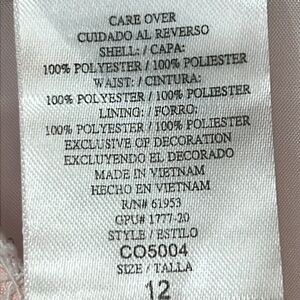 CARE OVER
CUIDADO AL REVERSO
SHELL: / CAPA:
100% POLYESTER / 100% POLIESTER
WAIST: / CINTURA:
100% POLYESTER / 100% POLIESTER
LINING: / FORRO:
100% POLYESTER / 100% POLIESTER
EXCLUSIVE OF DECORATION
EXCLUYENDO EL DECORADO
MADE IN VIETNAM
HECHO EN VIETNAM
R/N# 61953
GPU# 1777-20
STYLE / ESTILO
CO5004
SIZE / TALLA
12